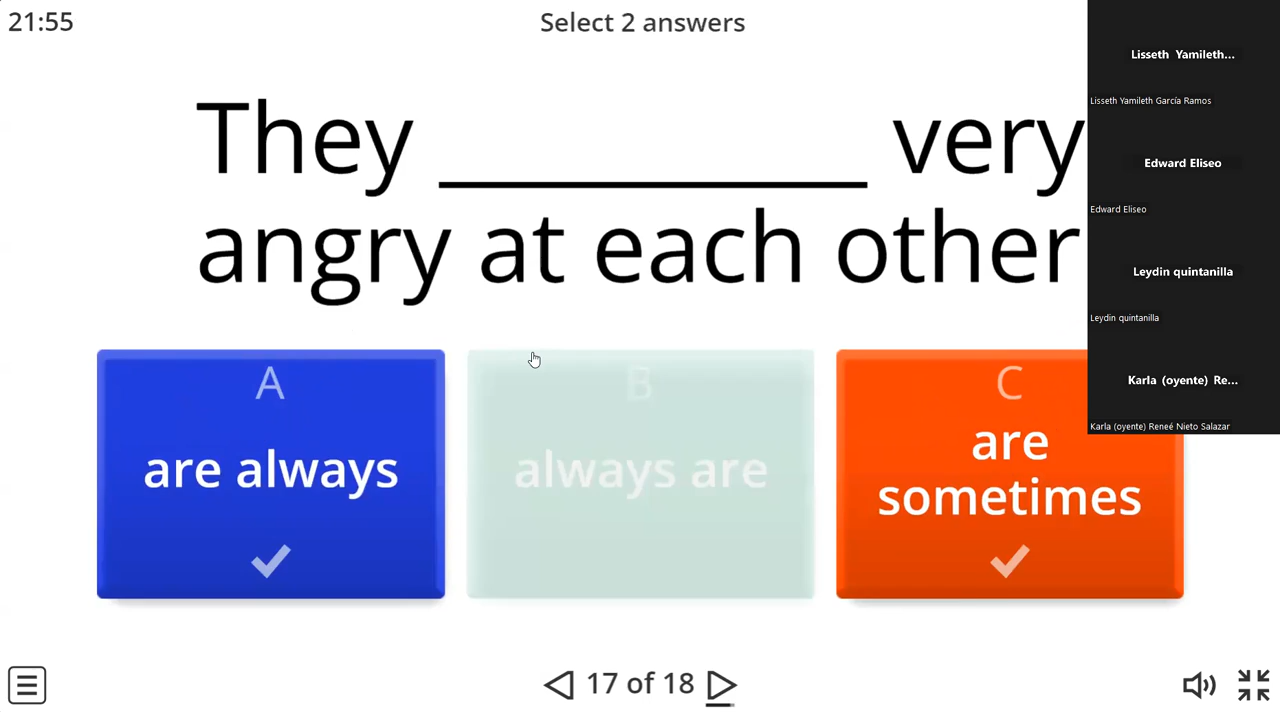 21:55
Select 2 answers
They __________ very
angry at each other
A
are always
B
always are
C
are
sometimes
17 of 18
Lisseth Yamileth...
Lisseth Yamileth García Ramos
Edward Eliseo
Edward Eliseo
Leydin quintanilla
Leydin quintanilla
Karla (oyente) Re...
Karla (oyente) Reneé Nieto Salazar